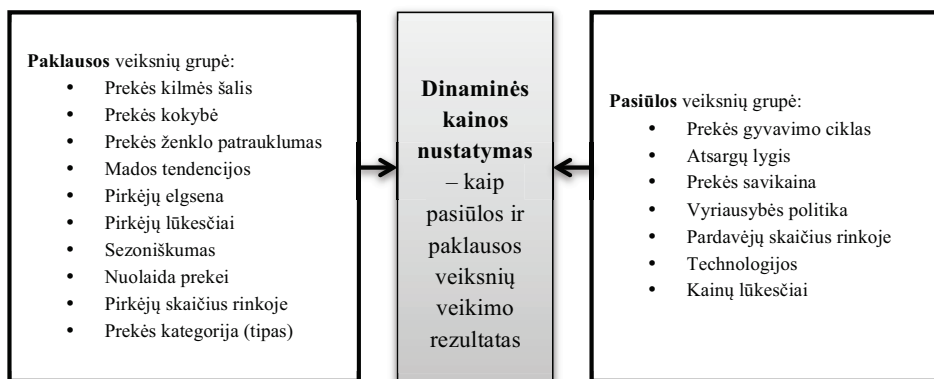 Paklausos veiksnių grupė:
• Prekės kilmės šalis
• Prekės kokybė
• Prekės ženklo patrauklumas
• Mados tendencijos
• Pirkėjų elgsena
• Pirkėjų lūkesčiai
• Sezoniškumas
• Nuolaida prekei
• Pirkėjų skaičius rinkoje
• Prekės kategorija (tipas)
Dinaminės
kainos
nustatymas
– kaip
pasiūlos ir
paklausos
veiksnių
veikimo
rezultatas
Pasiūlos veiksnių grupė:
• Prekės gyvavimo ciklas
• Atsargų lygis
• Prekės savikaina
• Vyriausybės politika
• Pardavėjų skaičius rinkoje
• Technologijos
• Kainų lūkesčiai